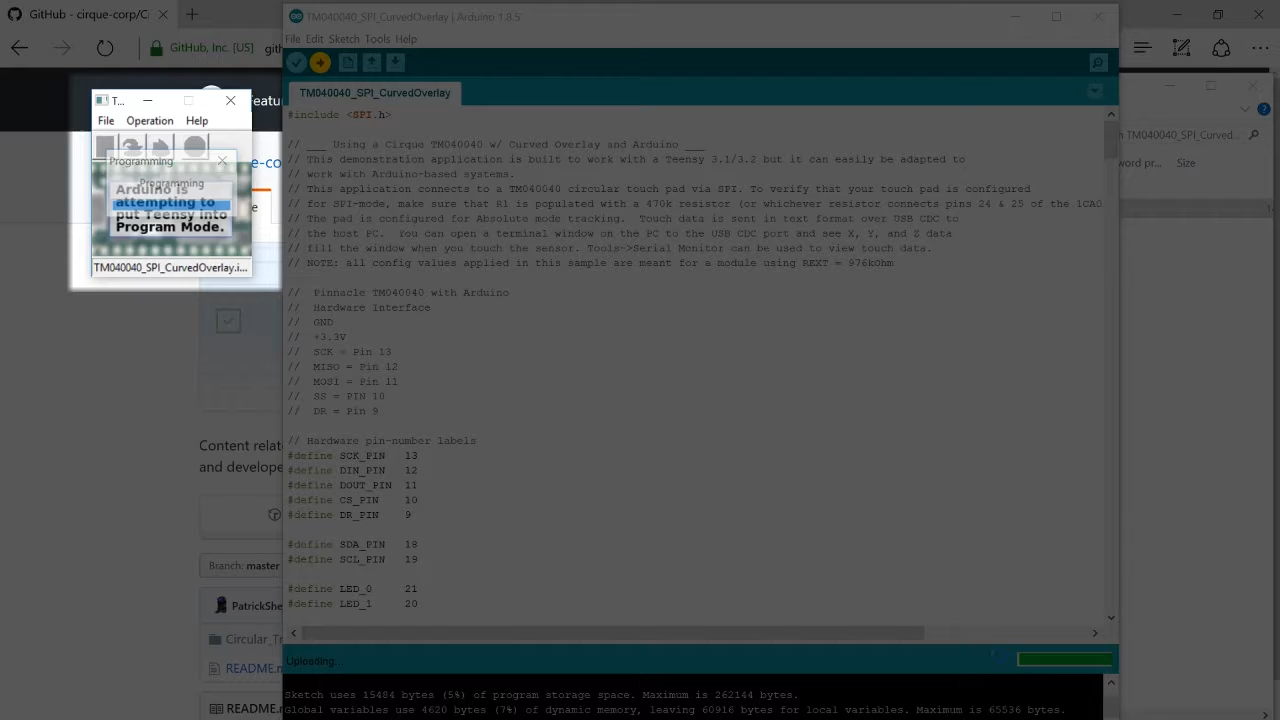 GitHub - cirque-corp/Ci
GitHub, Inc. [US]
TM040040_SPI_CurvedOverlay | Arduino 1.8.5
File Edit Sketch Tools Help
TM040040_SPI_CurvedOverlay
T...
File Operation Help
Programming
Programming
Arduino is
attempting to
put Teensy into
Program Mode.
TM040040_SPI_CurvedOverlay.i...
#include <SPI.h>
// ___ Using a Cirque TM040040 w/ Curved Overlay and Arduino ___
// This demonstration application is built to work with a Teensy 3.1/3.2 but it can easily be adapted to
// work with Arduino-based systems.
// This application connects to a TM040040 circular touch pad via SPI. To verify that your touch pad is configured
// for SPI-mode, make sure that R1 is populated with a 470k resistor (or whichever resistor connects pins 24 & 25 of the 1CA0
// The pad is configured for Absolute mode tracking.  Touch data is sent in text format over USB CDC to
// the host PC.  You can open a terminal window on the PC to the USB CDC port and see X, Y, and Z data
// fill the window when you touch the sensor. Tools->Serial Monitor can be used to view touch data.
// NOTE: all config values applied in this sample are meant for a module using REXT = 976kOhm
//  Pinnacle TM040040 with Arduino
//  Hardware Interface
//  GND
//  +3.3V
//  SCK = Pin 13
//  MISO = Pin 12
//  MOSI = Pin 11
//  SS = PIN 10
//  DR = Pin 9
// Hardware pin-number labels
#define SCK_PIN 13
#define DIN_PIN 12
#define DOUT_PIN 11
#define CS_PIN 10
#define DR_PIN 9
#define SDA_PIN 18
#define SCL_PIN 19
#define LED_0 21
#define LED_1 20
Uploading...
Sketch uses 15484 bytes (5%) of program storage space. Maximum is 262144 bytes.
Global variables use 4620 bytes (7%) of dynamic memory, leaving 60916 bytes for local variables. Maximum is 65536 bytes.
Content rela
and develope
Branch: master
PatrickShe
Circular_Tr
README.m
README.m
TM040040_SPI_Curved...
ord pr... Size